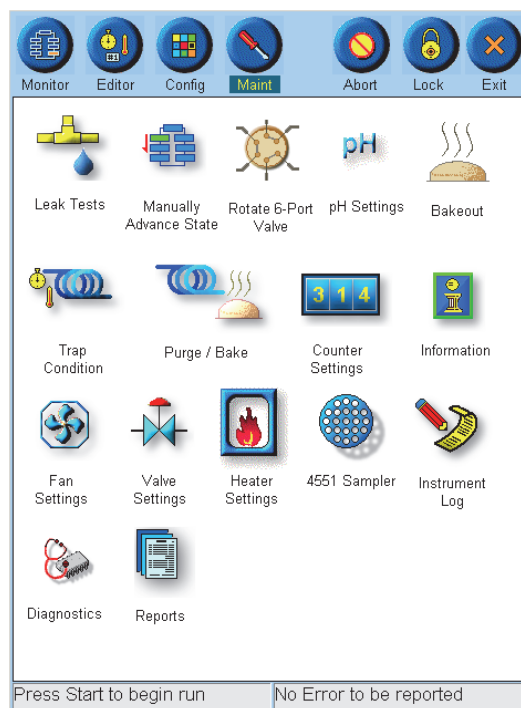 #1
Monitor Editor Config Maint Abort Lock Exit
pH
Leak Tests
Manually
Advance State
Rotate 6-Port
Valve
pH Settings
Bakeout
3 1 4
Trap
Condition
Purge / Bake
Counter
Settings
Information
Fan
Settings
Valve
Settings
Heater
Settings
4551 Sampler
Instrument
Log
Diagnostics
Reports
Press Start to begin run
No Error to be reported